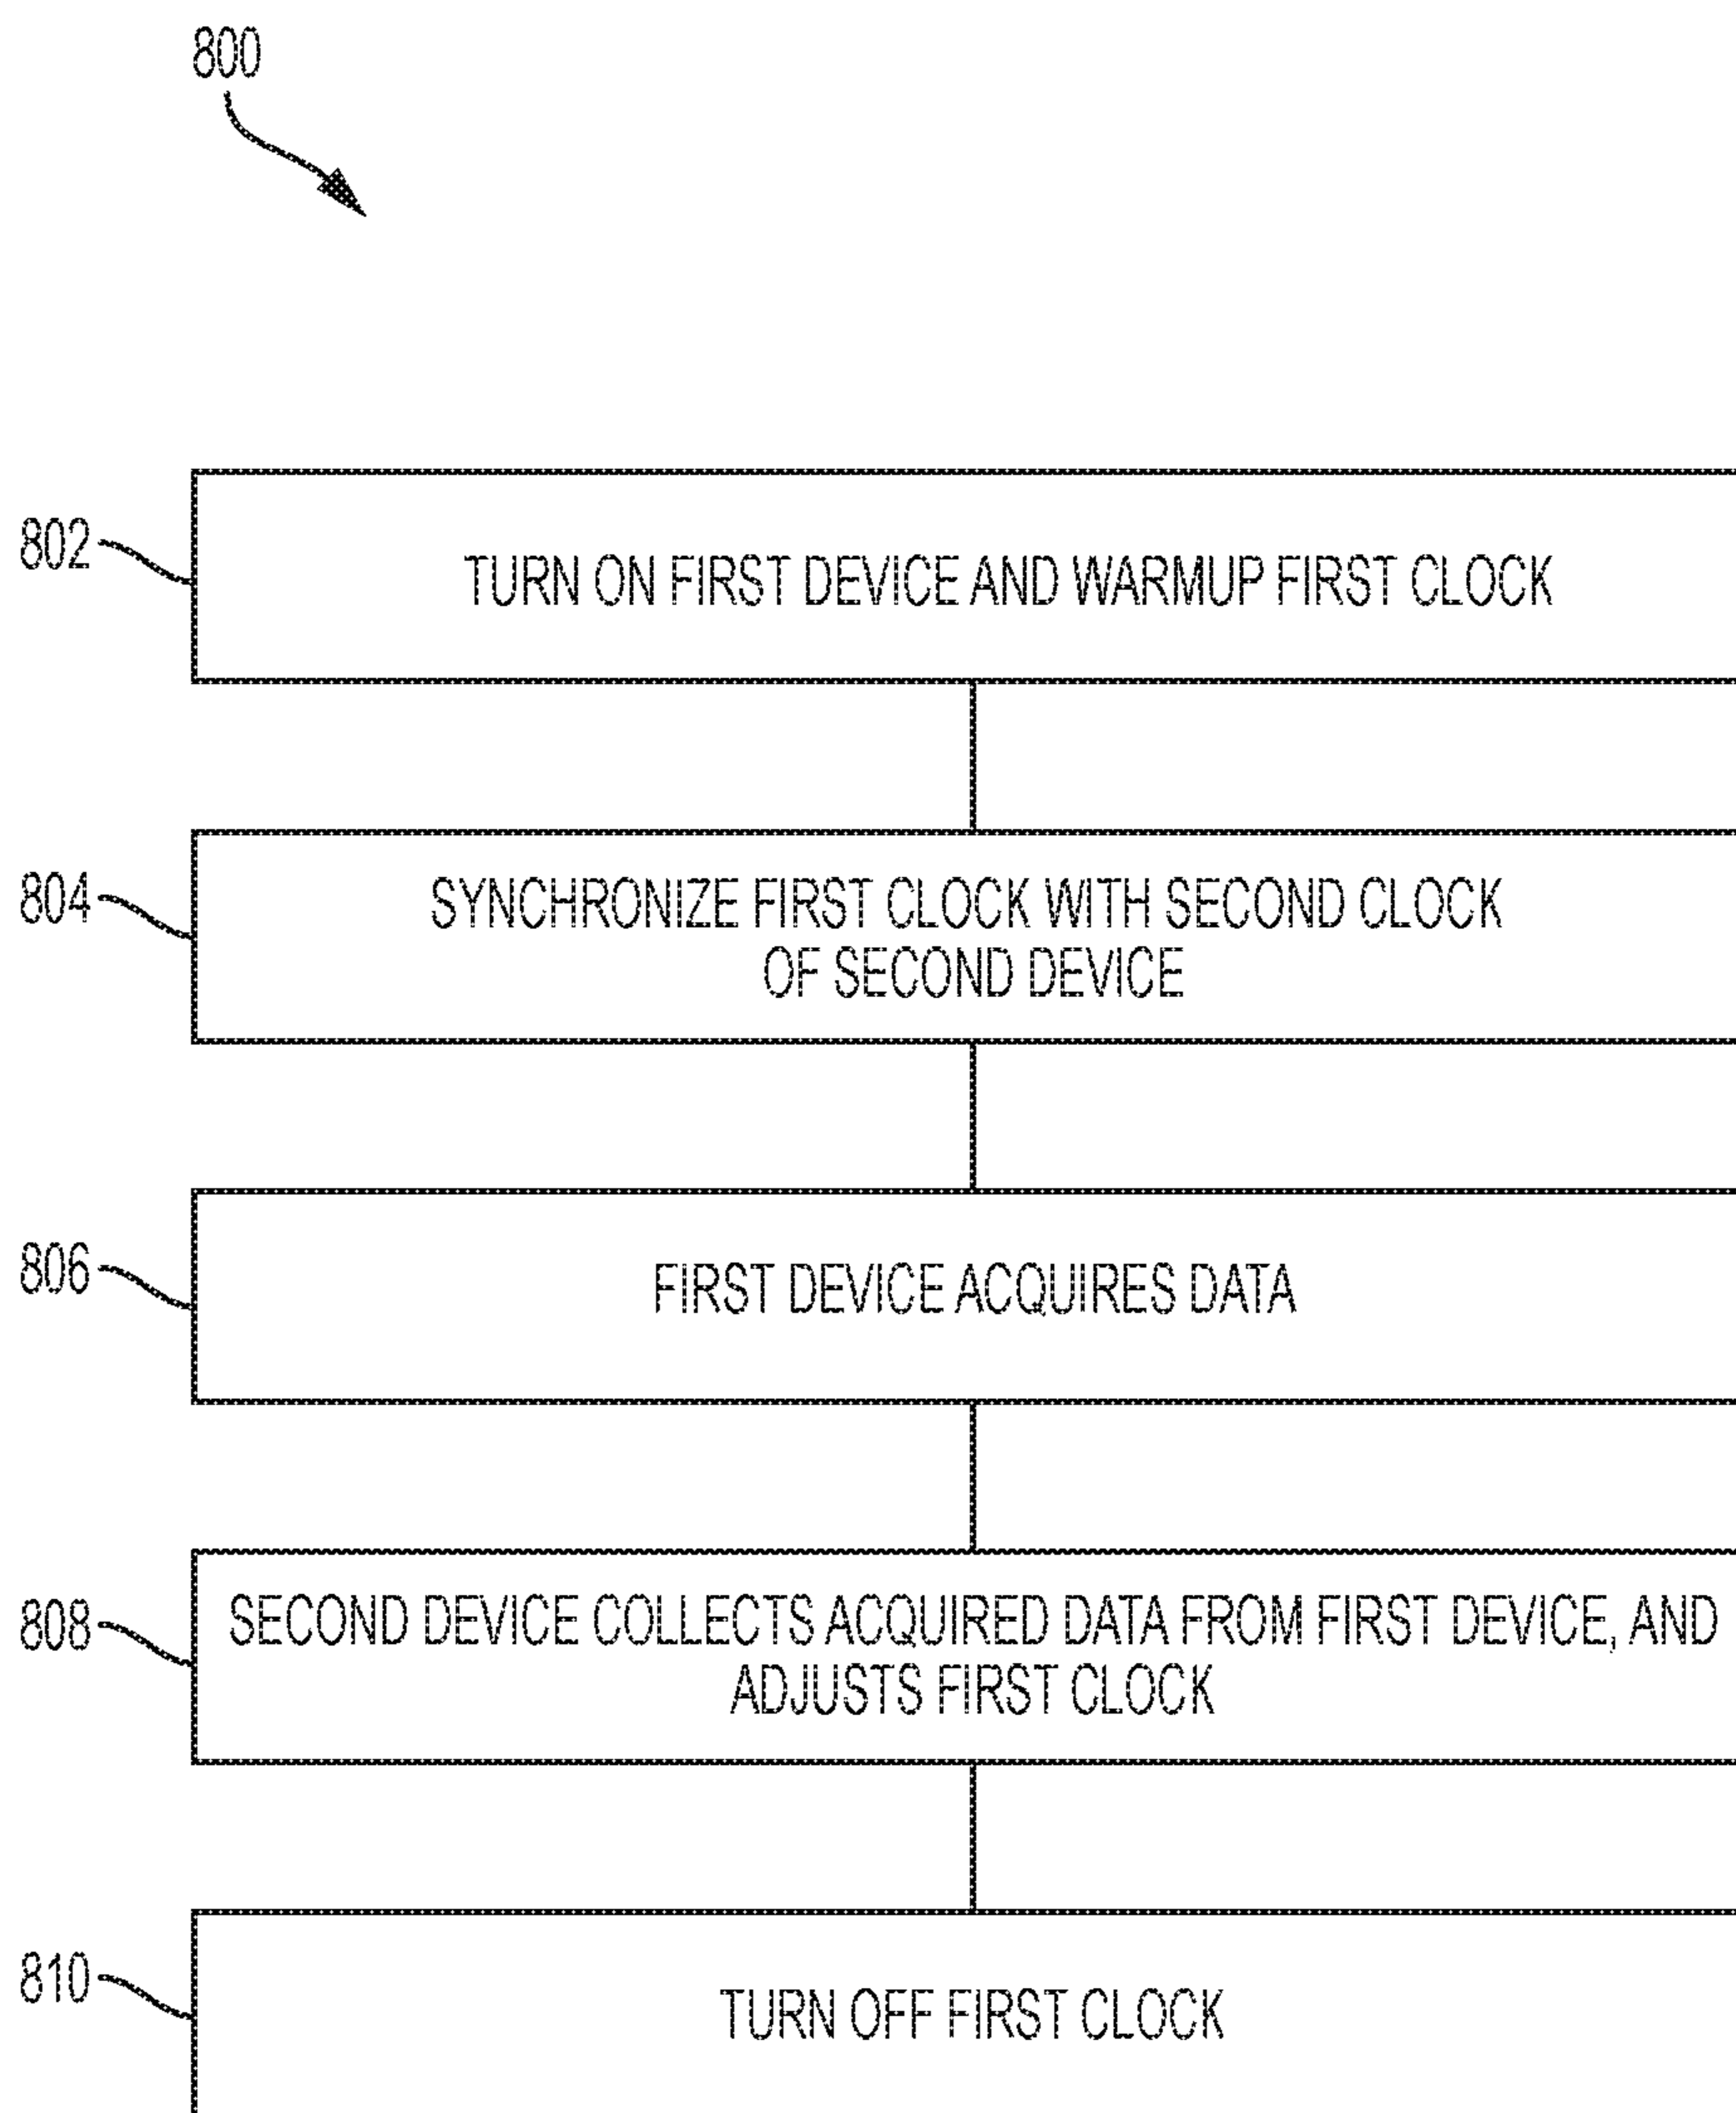 800
802
TURN ON FIRST DEVICE AND WARMUP FIRST CLOCK
804
SYNCHRONIZE FIRST CLOCK WITH SECOND CLOCK
OF SECOND DEVICE
806
FIRST DEVICE ACQUIRES DATA
808
SECOND DEVICE COLLECTS ACQUIRED DATA FROM FIRST DEVICE, AND
ADJUSTS FIRST CLOCK
810
TURN OFF FIRST CLOCK